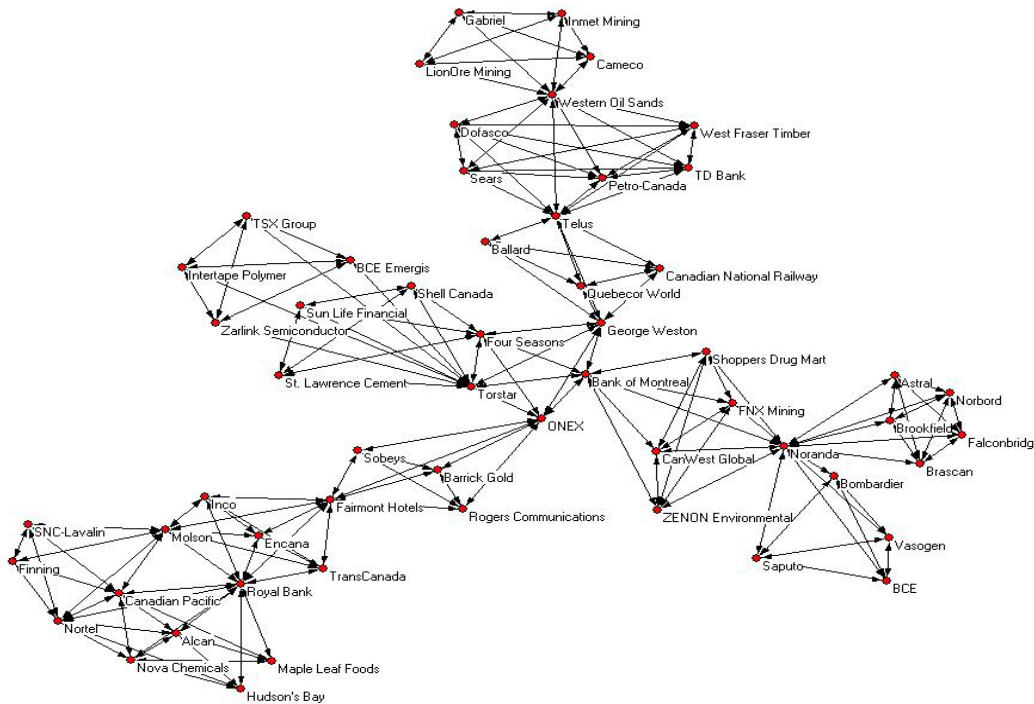 Gabriel
Inmet Mining
LionOre Mining
Cameco
Western Oil Sands
Dofasco
West Fraser Timber
Sears
Petro-Canada
TD Bank
TSX Group
Telus
Ballard
Intertape Polymer
BCE Emergis
Canadian National Railway
Shell Canada
Quebecor World
Sun Life Financial
Zarlink Semiconductor
Four Seasons
George Weston
St. Lawrence Cement
Torstar
Bank of Montreal
Shoppers Drug Mart
Astral
Norbord
FNX Mining
ONEX
Brookfield
Falconbridg
Sobeys
CanWest Global
Noranda
Brascan
Barrick Gold
Bombardier
Inco
Fairmont Hotels
Rogers Communications
ZENON Environmental
SNC-Lavalin
Molson
Encana
Vasogen
Finning
TransCanada
Saputo
BCE
Canadian Pacific
Royal Bank
Nortel
Alcan
Nova Chemicals
Maple Leaf Foods
Hudson's Bay